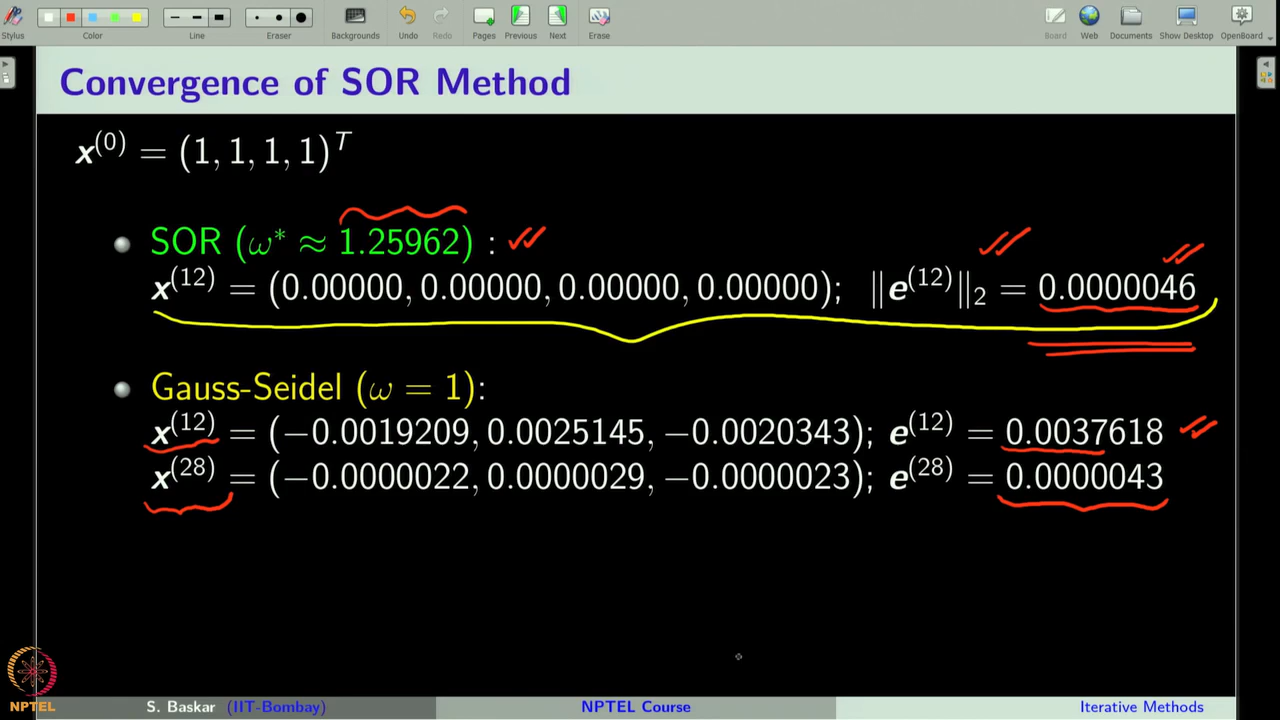 Stylus
Color
Line
Eraser
Backgrounds
Undo
Redo
Pages
Previous
Next
Erase
Board
Web
Documents
Show Desktop
OpenBoard
Convergence of SOR Method
x^(0) = (1, 1, 1, 1)^T
SOR (ω* ≈ 1.25962) :
x^(12) = (0.00000, 0.00000, 0.00000, 0.00000); ‖e^(12)‖₂ = 0.0000046
Gauss-Seidel (ω = 1):
x^(12) = (−0.0019209, 0.0025145, −0.0020343); e^(12) = 0.0037618
x^(28) = (−0.0000022, 0.0000029, −0.0000023); e^(28) = 0.0000043
NPTEL
S. Baskar (IIT-Bombay)
NPTEL Course
Iterative Methods